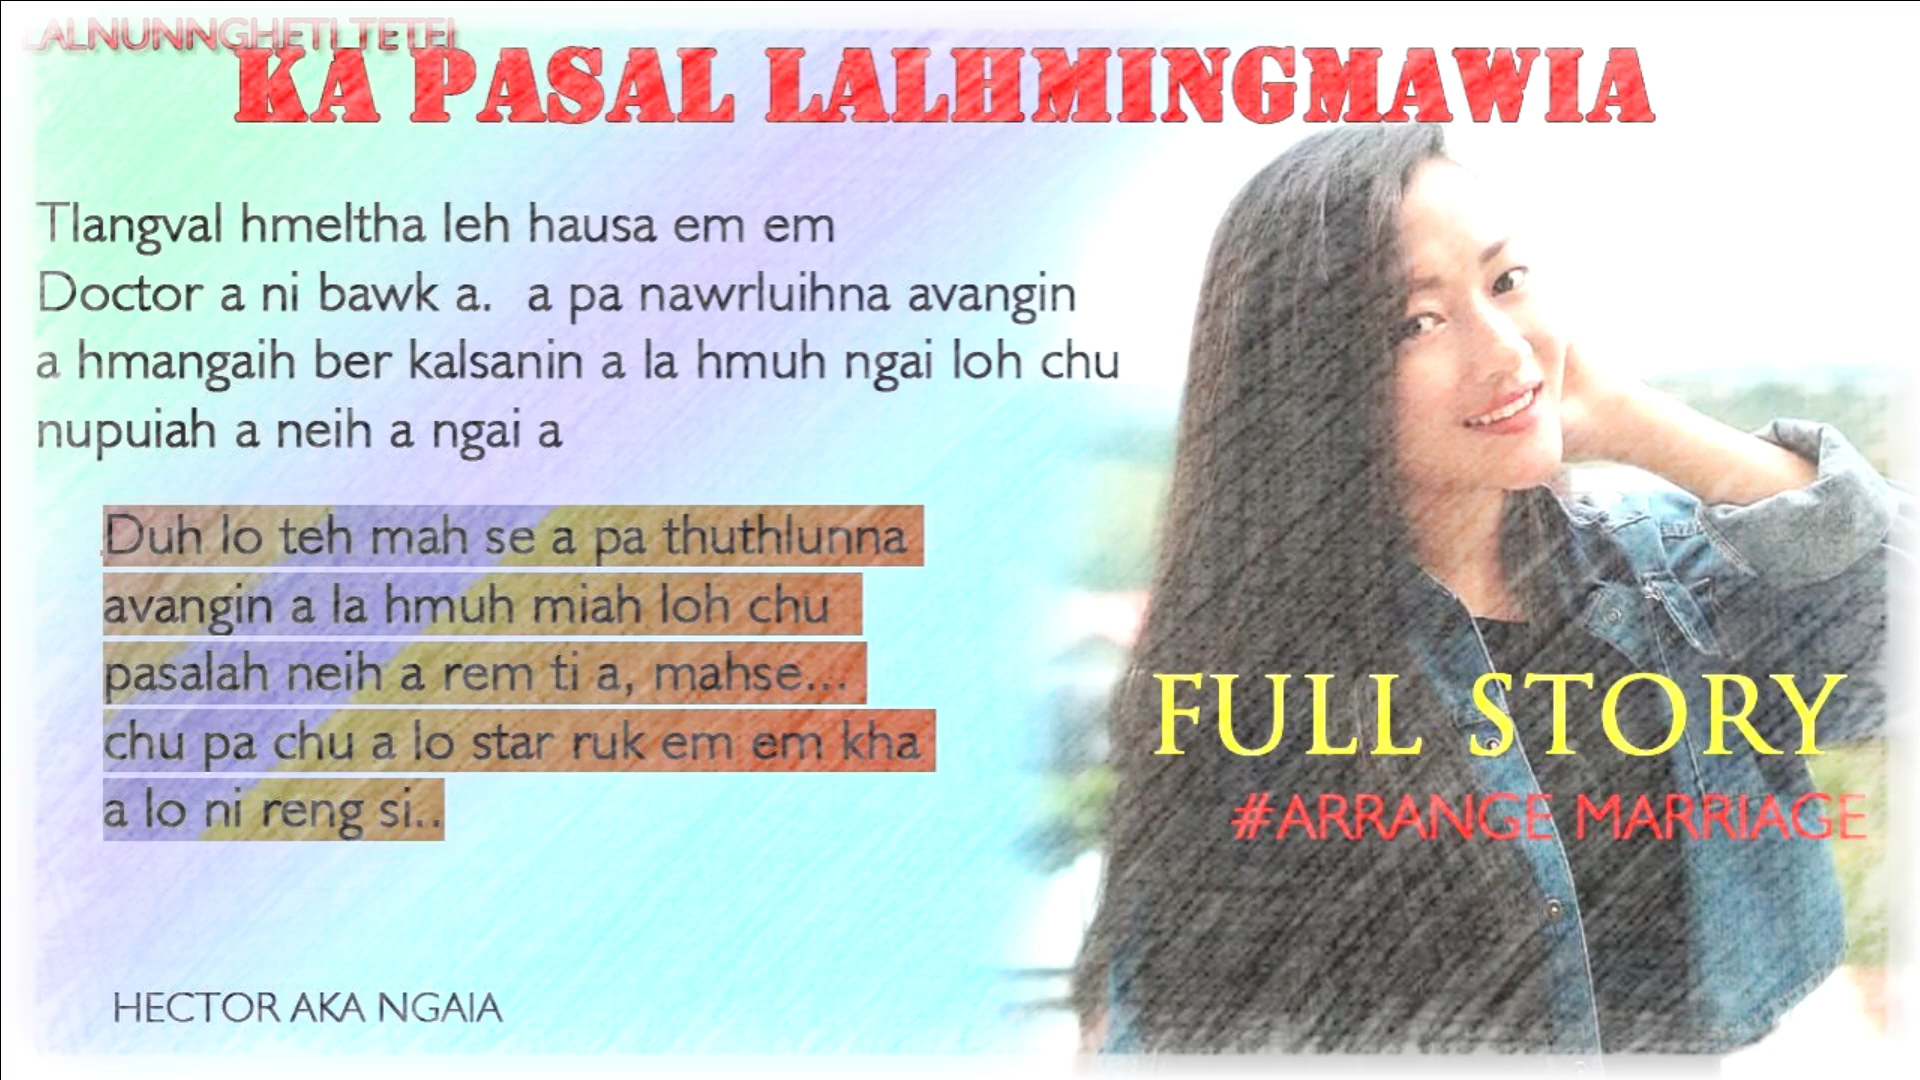 LALNUNNGHETI TETEI
KA PASAL LALHMINGMAWIA
Tlangval hmeltha leh hausa em em
Doctor a ni bawk a. a pa nawrluihna avangin
a hmangaih ber kalsanin a la hmuh ngai loh chu
nupuiah a neih a ngai a
Duh lo teh mah se a pa thuthlunna
avangin a la hmuh miah loh chu
pasalah neih a rem ti a, mahse...
chu pa chu a lo star ruk em em kha
a lo ni reng si..
FULL STORY
#ARRANGE MARRIAGE
HECTOR AKA NGAIA